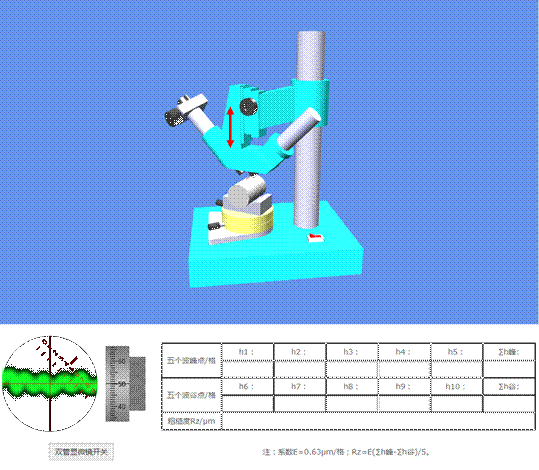 60
50
40
五个波峰点/格 h1： h2： h3： h4： h5： Σh峰:
五个波谷点/格 h6： h7： h8： h9： h10： Σh谷:
粗糙度Rz/μm
双管显微镜开关
注：系数E=0.63μm/格；Rz=E(Σh峰-Σh谷)/5。